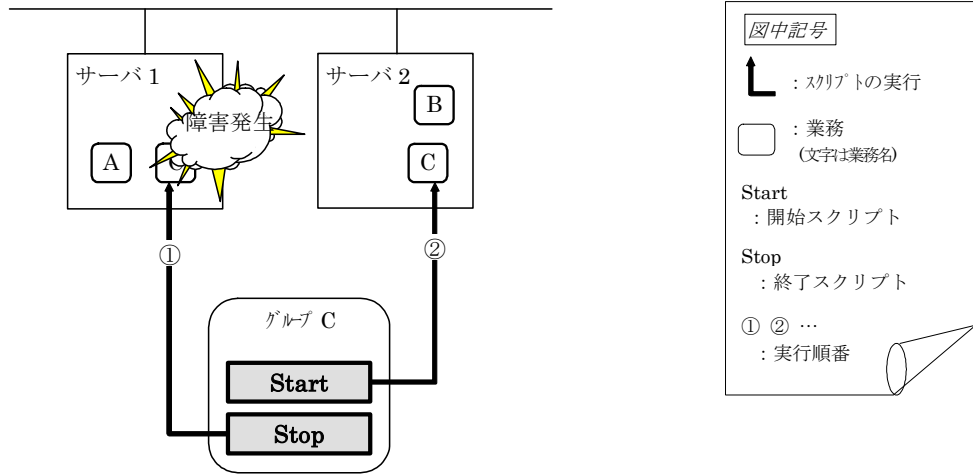 サーバ 1
障害発生
A
サーバ 2
B
C
①
②
グループ C
Start
Stop
図中記号
：スクリプトの実行
：業務
(文字は業務名)
Start
：開始スクリプト
Stop
：終了スクリプト
① ② …
：実行順番